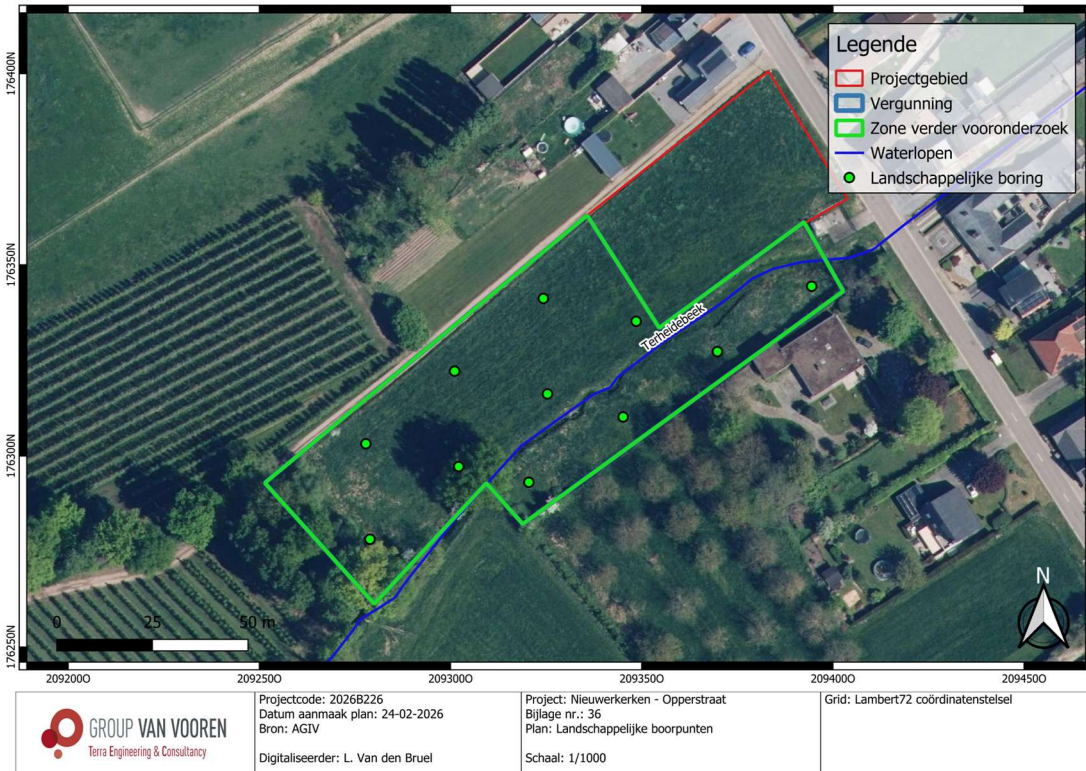 Legende
Projectgebied
Vergunning
Zone verder vooronderzoek
Waterlopen
Landschappelijke boring
176400N
176350N
176300N
176250N
Terheidebeek
N
0 25 50 m
209200O 209250O 209300O 209350O 209400O 209450O
GROUP VAN VOOREN
Terra Engineering & Consultancy
Projectcode: 2026B226
Datum aanmaak plan: 24-02-2026
Bron: AGIV
Digitaliseerder: L. Van den Bruel
Project: Nieuwerkerken - Opperstraat
Bijlage nr.: 36
Plan: Landschappelijke boorpunten
Schaal: 1/1000
Grid: Lambert72 coördinatenstelsel